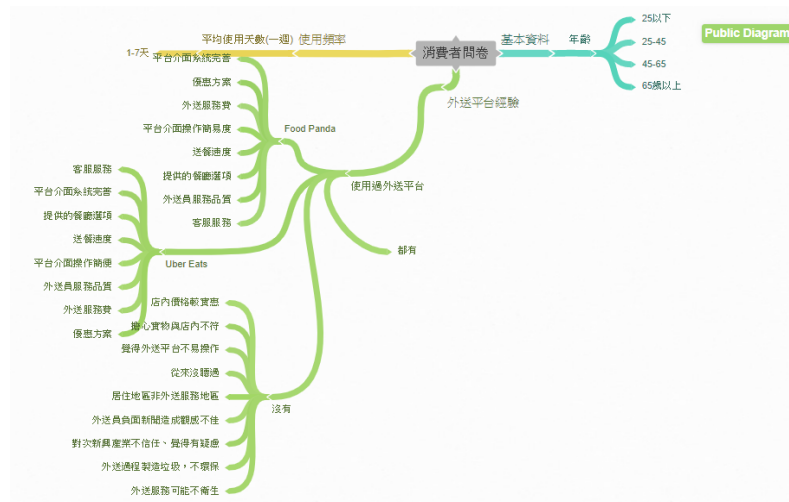 消費者問卷
基本資料
年齡
25以下
25-45
45-65
65歲以上
Public Diagram
使用頻率
平均使用天數(一週)
1-7天
外送平台經驗
使用過外送平台
Food Panda
平台介面系統完善
優惠方案
外送服務費
平台介面操作簡易度
送餐速度
提供的餐廳選項
外送員服務品質
客服服務
Uber Eats
客服服務
平台介面系統完善
提供的餐廳選項
送餐速度
平台介面操作簡便
外送員服務品質
外送服務費
優惠方案
都有
沒有
店內價格較實惠
擔心實物與店內不符
覺得外送平台不易操作
從來沒聽過
居住地區非外送服務地區
外送員負面新聞造成觀感不佳
對次新興產業不信任、覺得有疑慮
外送過程製造垃圾，不環保
外送服務可能不衛生